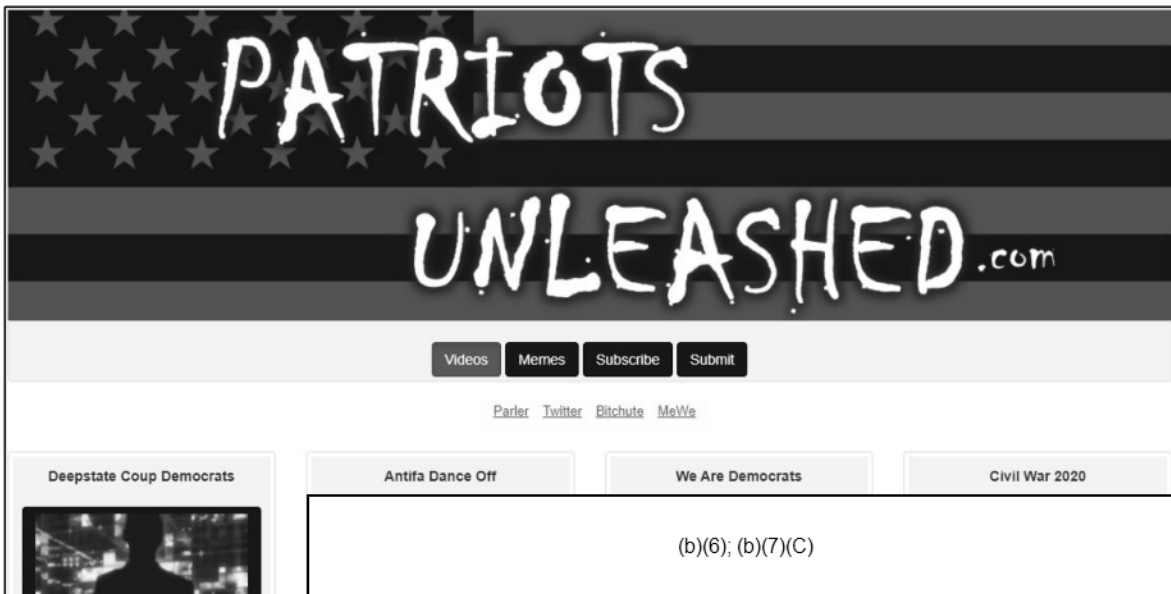 PATRIOTS
UNLEASHED.com
Videos Memes Subscribe Submit
Parler Twitter Bitchute MeWe
Deepstate Coup Democrats Antifa Dance Off We Are Democrats Civil War 2020
(b)(6); (b)(7)(C)